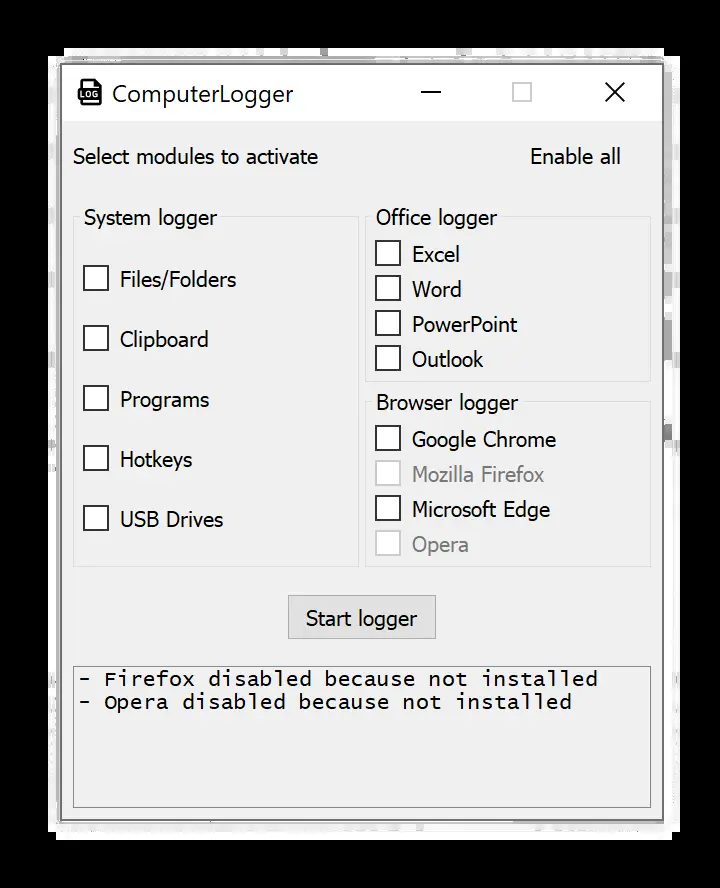 LOG
ComputerLogger
Select modules to activate
Enable all
System logger
Files/Folders
Clipboard
Programs
Hotkeys
USB Drives
Office logger
Excel
Word
PowerPoint
Outlook
Browser logger
Google Chrome
Mozilla Firefox
Microsoft Edge
Opera
Start logger
- Firefox disabled because not installed
- Opera disabled because not installed